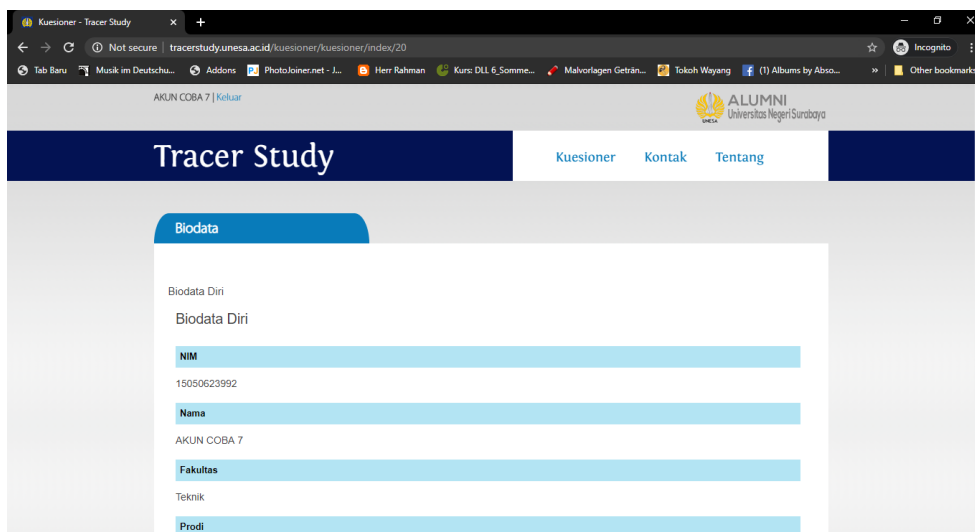 Kuesioner - Tracer Study
Not secure | tracerstudy.unesa.ac.id/kuesioner/kuesioner/index/20
Incognito
Tab Baru Musik im Deutschu... Addons PhotoJoiner.net - J... Herr Rahman Kurs: DLL 6_Somme... Malvorlagen Geträn... Tokoh Wayang (1) Albums by Abso... » Other bookmarks
AKUN COBA 7 | Keluar
UNESA
ALUMNI
Universitas Negeri Surabaya
Tracer Study
Kuesioner Kontak Tentang
Biodata
Biodata Diri
Biodata Diri
NIM
15050623992
Nama
AKUN COBA 7
Fakultas
Teknik
Prodi